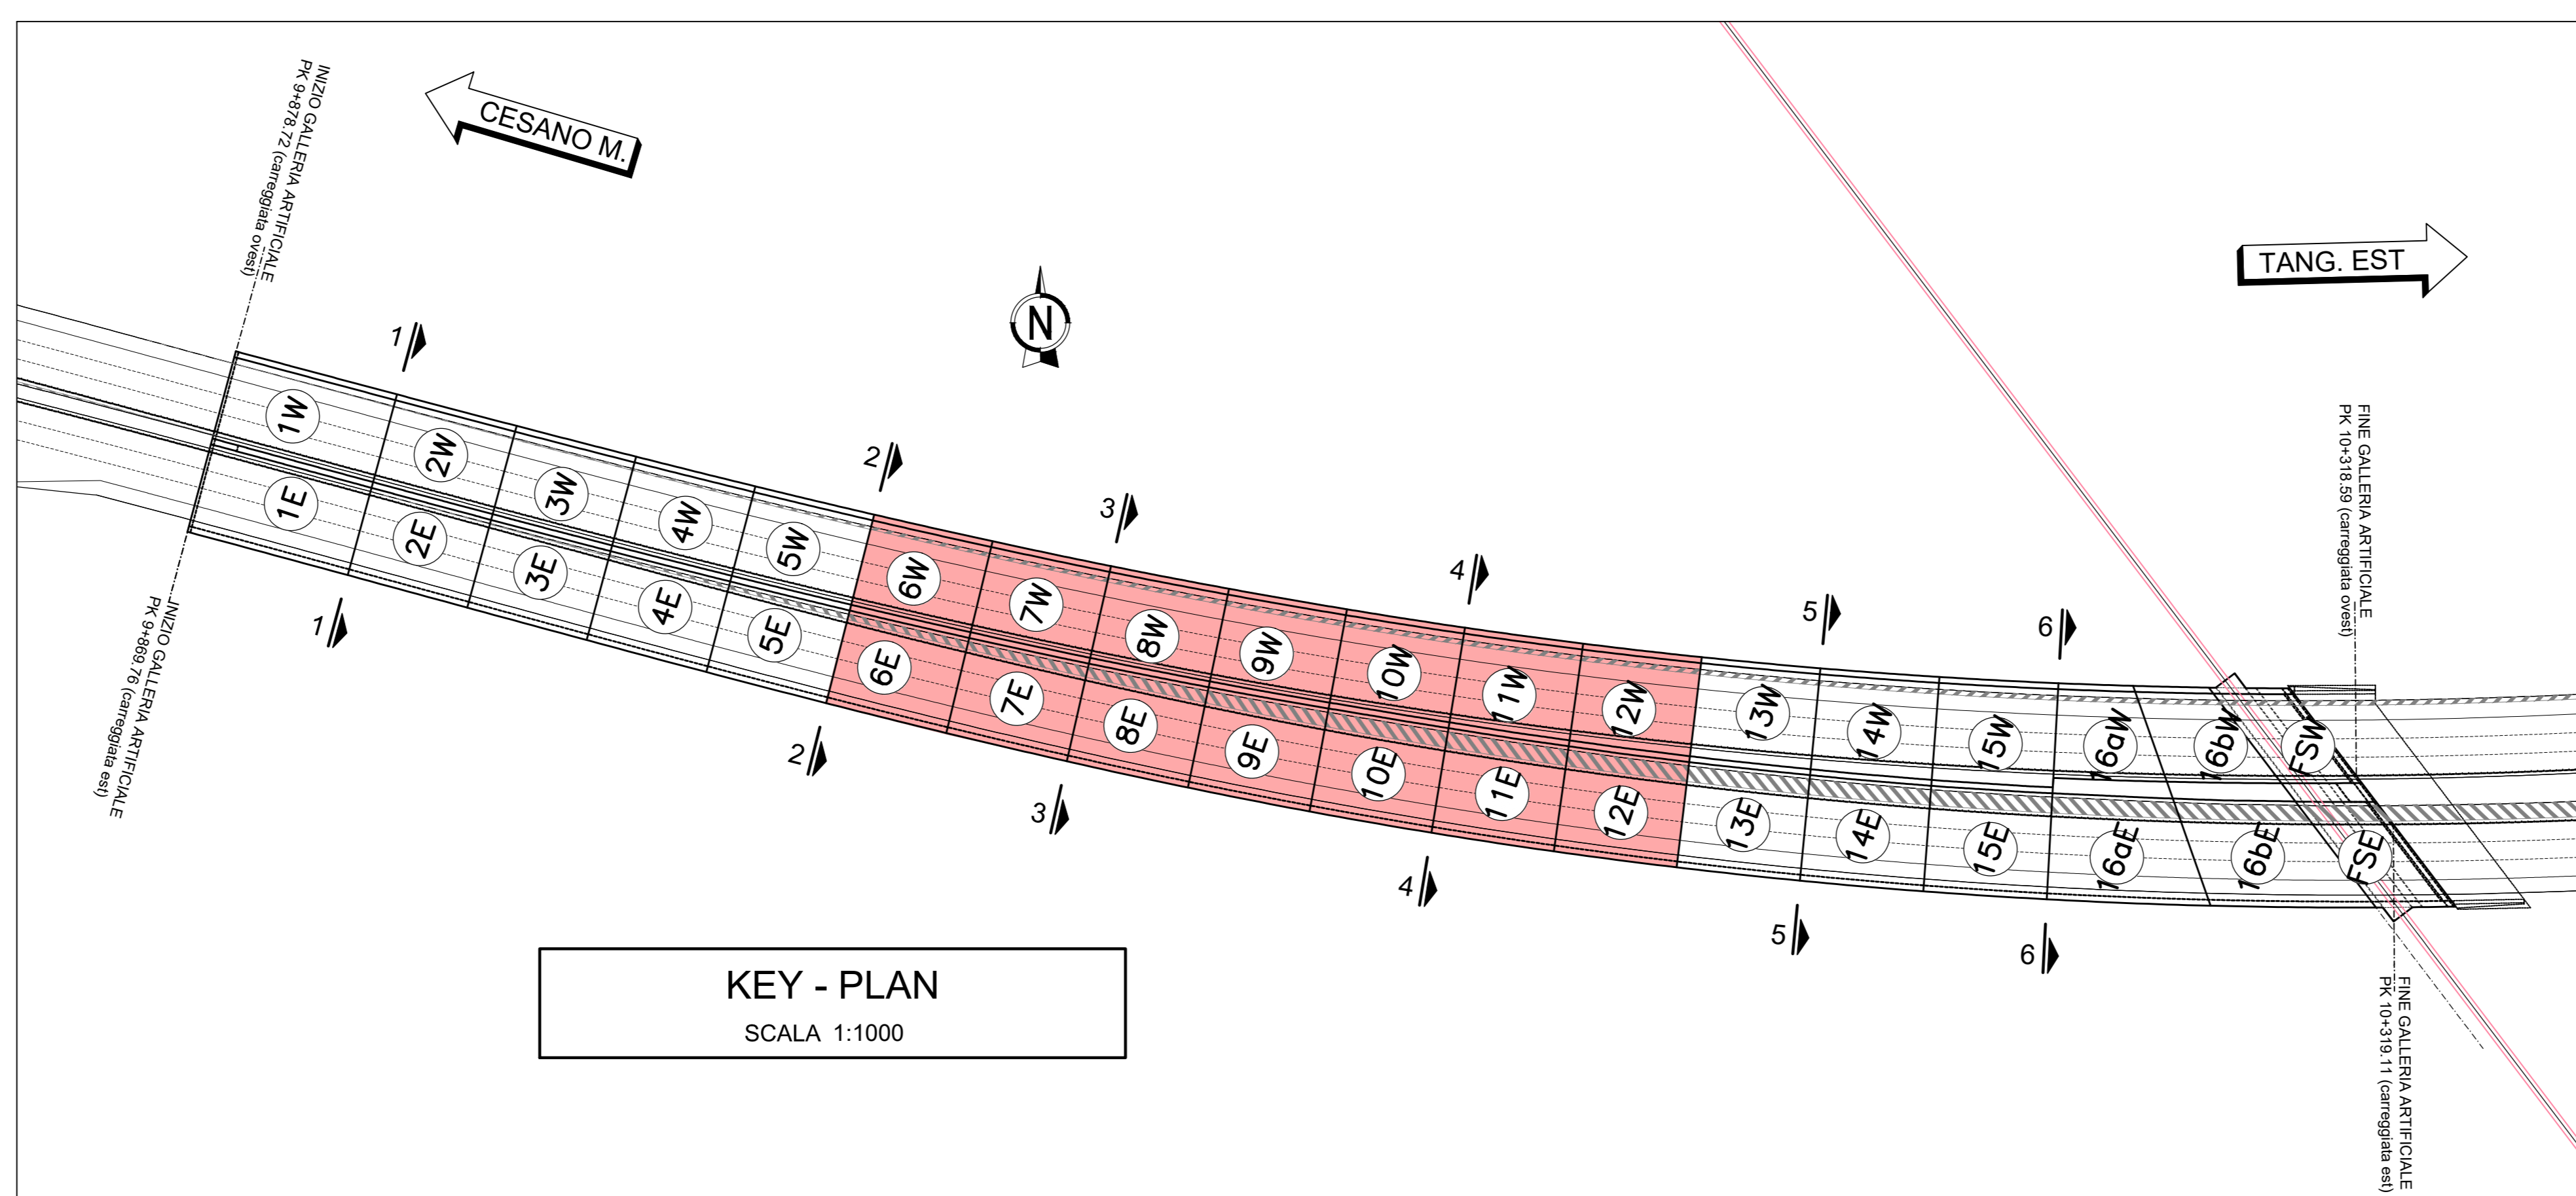 INIZIO GALLERIA ARTIFICIALE
PK 9+878.72 (carreggiata ovest)
CESANO M.
TANG. EST
N
FINE GALLERIA ARTIFICIALE
PK 10+318.59 (carreggiata ovest)
1
2
3
4
5
6
1W
2W
3W
4W
5W
6W
7W
8W
9W
10W
11W
12W
13W
14W
15W
16aW
16bW
FSW
1E
2E
3E
4E
5E
6E
7E
8E
9E
10E
11E
12E
13E
14E
15E
16aE
16bE
FSE
1
2
3
4
5
6
INIZIO GALLERIA ARTIFICIALE
PK 9+869.76 (carreggiata est)
KEY - PLAN
SCALA 1:1000
FINE GALLERIA ARTIFICIALE
PK 10+319.11 (carreggiata est)